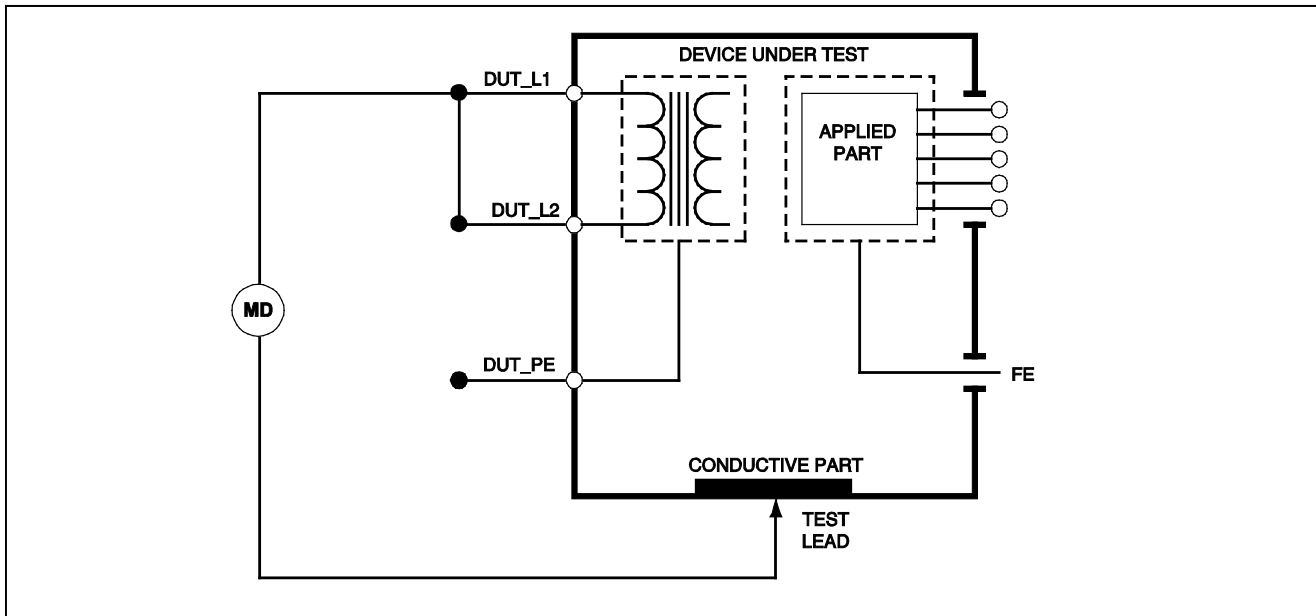 DEVICE UNDER TEST
DUT_L1
APPLIED
PART
DUT_L2
MD
DUT_PE
FE
CONDUCTIVE PART
TEST
LEAD